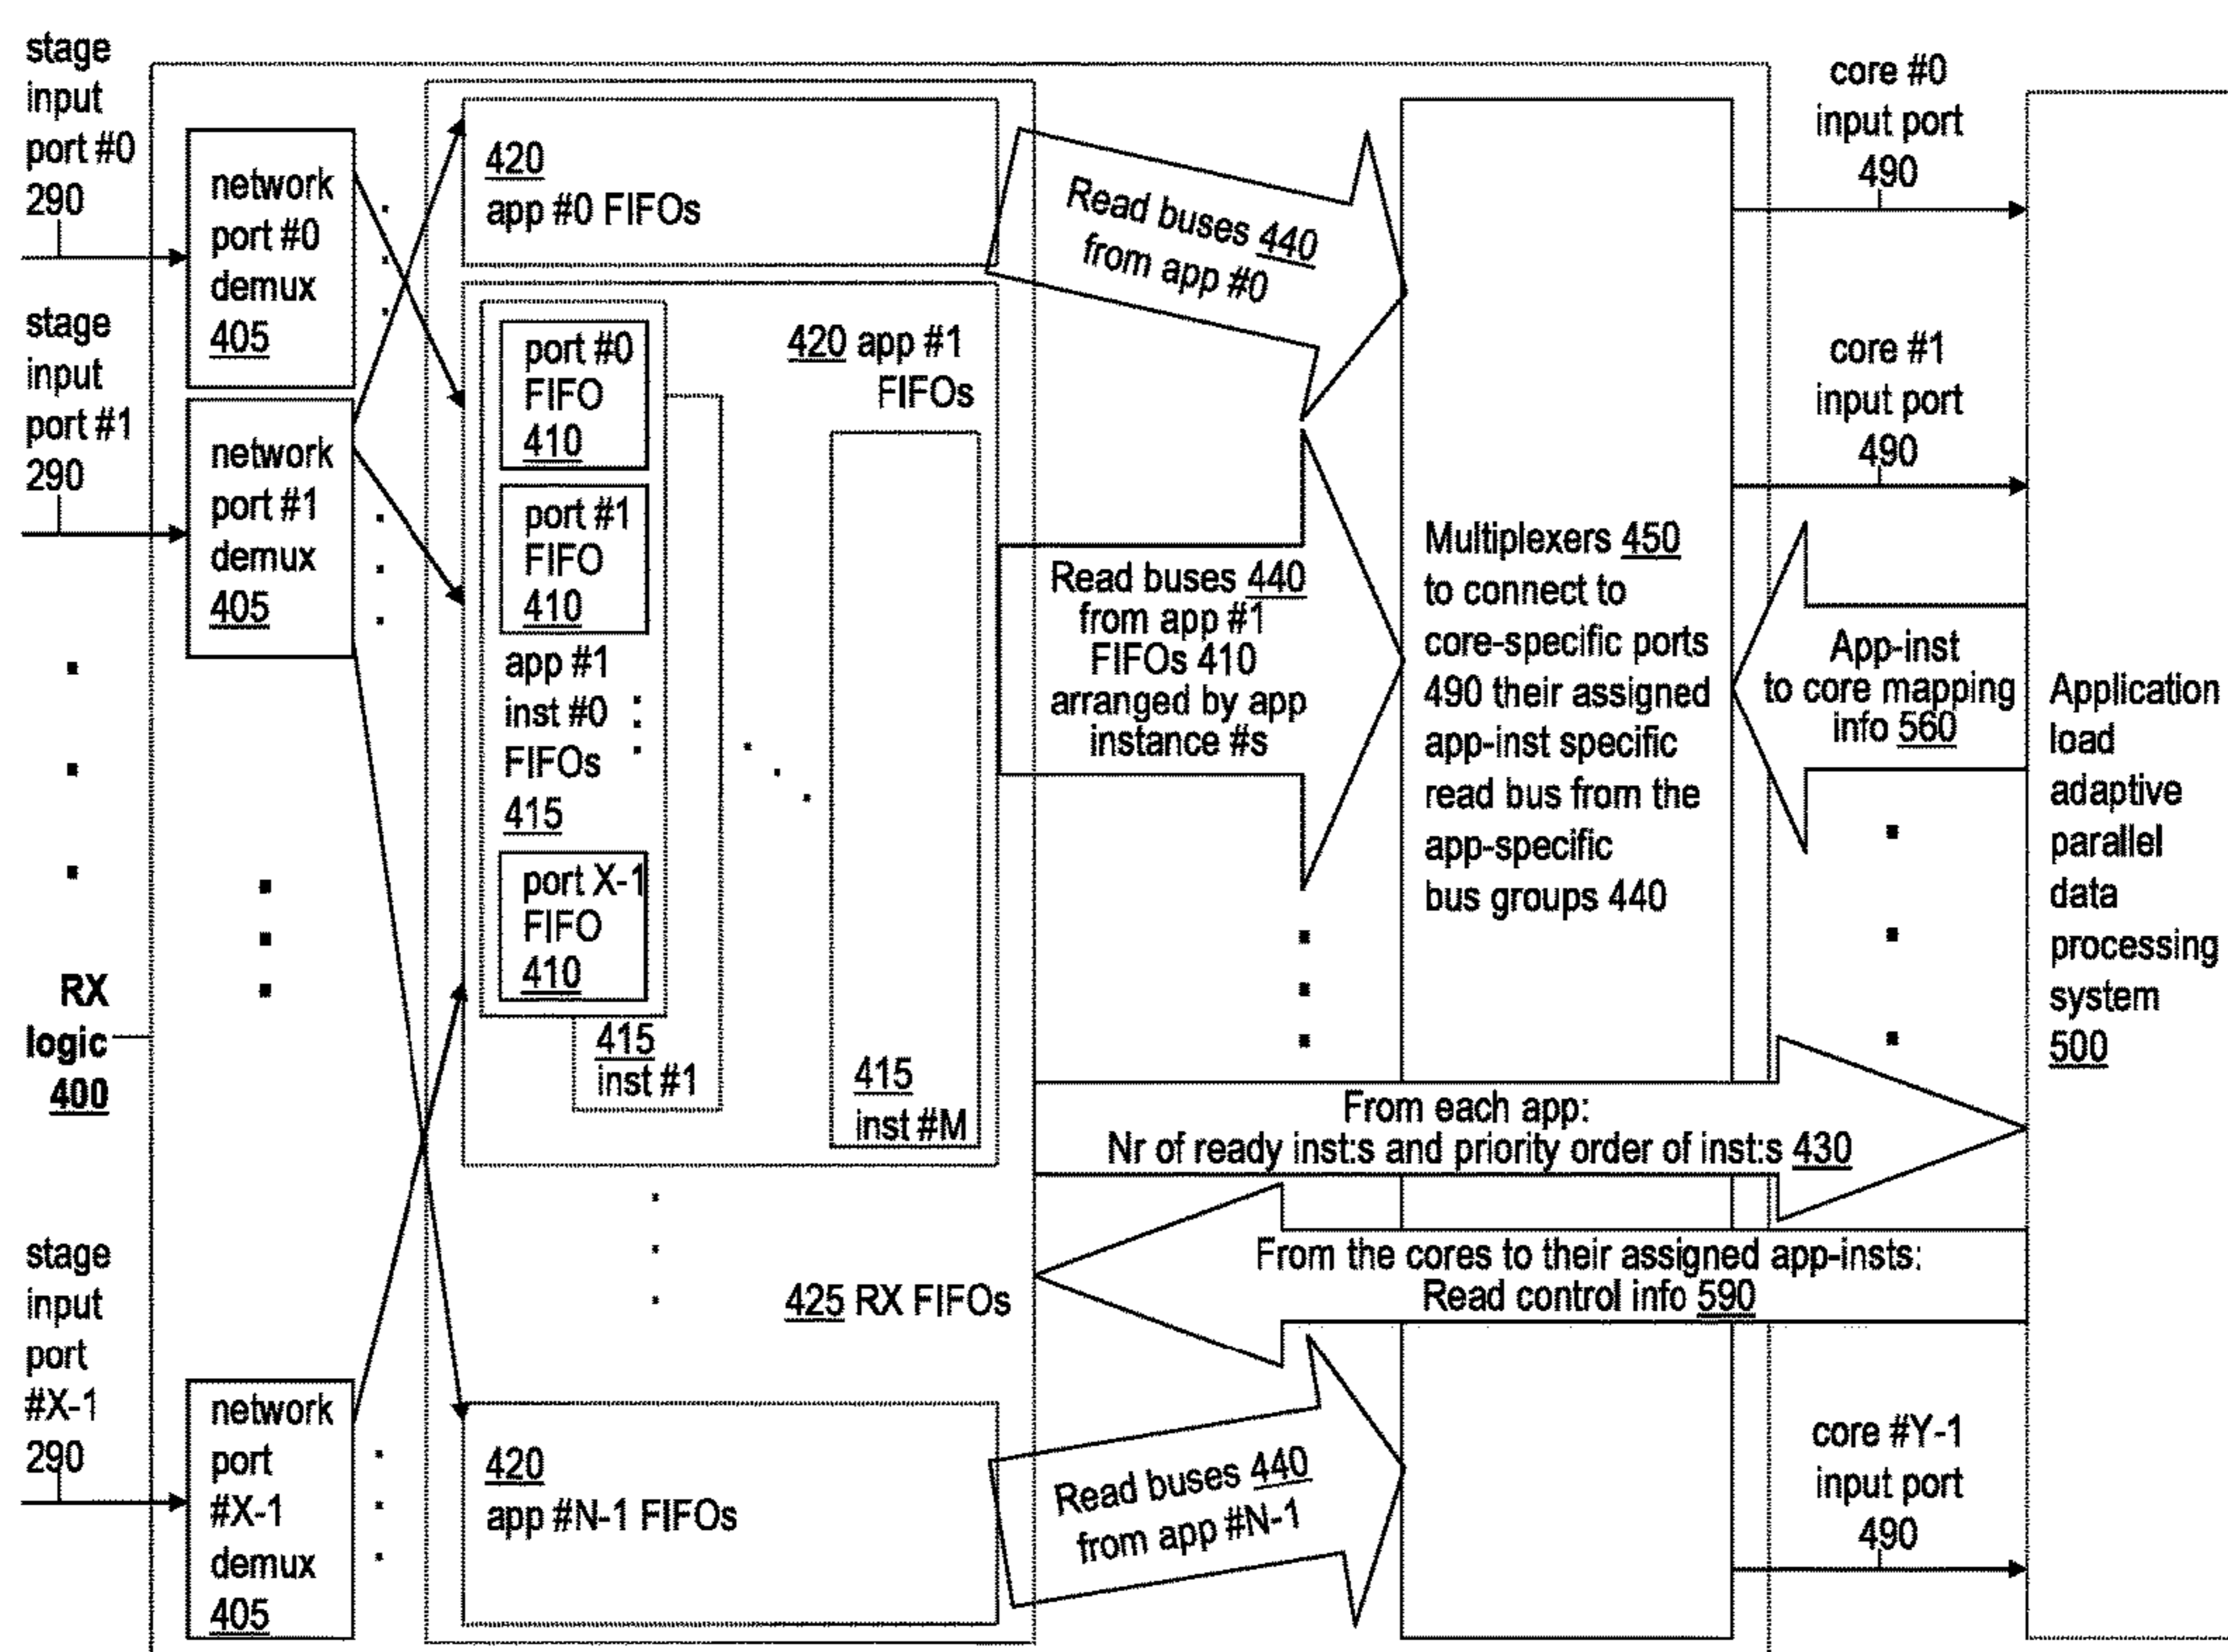 stage
input
port #0
290
stage
input
port #1
290
RX
logic
400
stage
input
port
#X-1
290
network
port #0
demux
405
network
port #1
demux
405
network
port
#X-1
demux
405
420
app #0 FIFOs
420 app #1
FIFOs
port #0
FIFO
410
port #1
FIFO
410
app #1
inst #0
FIFOs
415
port X-1
FIFO
410
415
inst #1
415
inst #M
425 RX FIFOs
420
app #N-1 FIFOs
Read buses 440
from app #0
Read buses 440
from app #1
FIFOs 410
arranged by app
instance #s
Read buses 440
from app #N-1
Multiplexers 450
to connect to
core-specific ports
490 their assigned
app-inst specific
read bus from the
app-specific
bus groups 440
From each app:
Nr of ready inst:s and priority order of inst:s 430
From the cores to their assigned app-insts:
Read control info 590
core #0
input port
490
core #1
input port
490
App-inst
to core mapping
info 560
core #Y-1
input port
490
Application
load
adaptive
parallel
data
processing
system
500